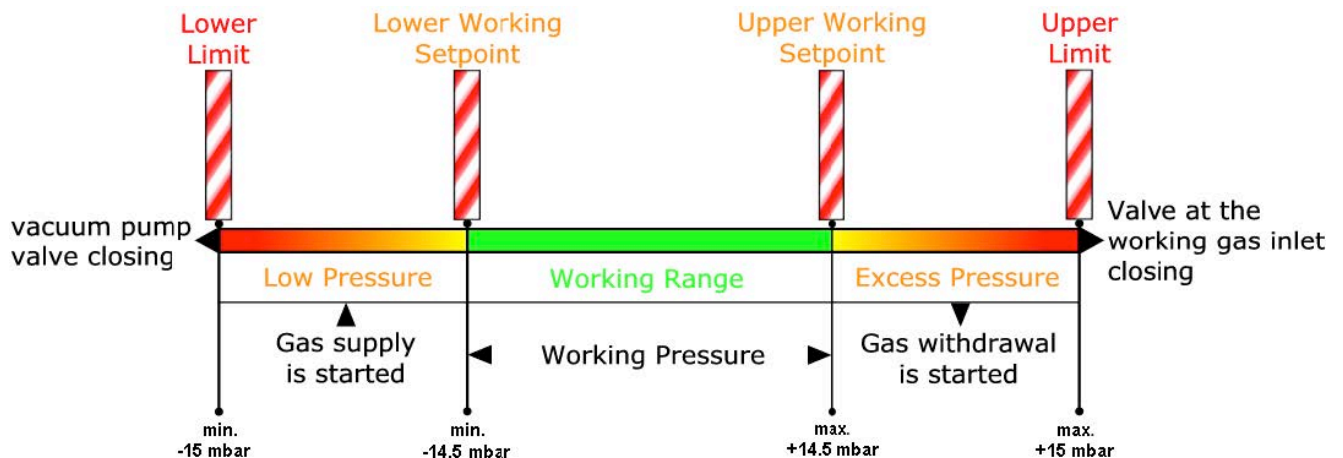 Lower
Limit
Lower Working
Setpoint
Upper Working
Setpoint
Upper
Limit
vacuum pump
valve closing
Valve at the
working gas inlet
closing
Low Pressure
Working Range
Excess Pressure
Gas supply
is started
Working Pressure
Gas withdrawal
is started
min.
-15 mbar
min.
-14.5 mbar
max.
+14.5 mbar
max.
+15 mbar